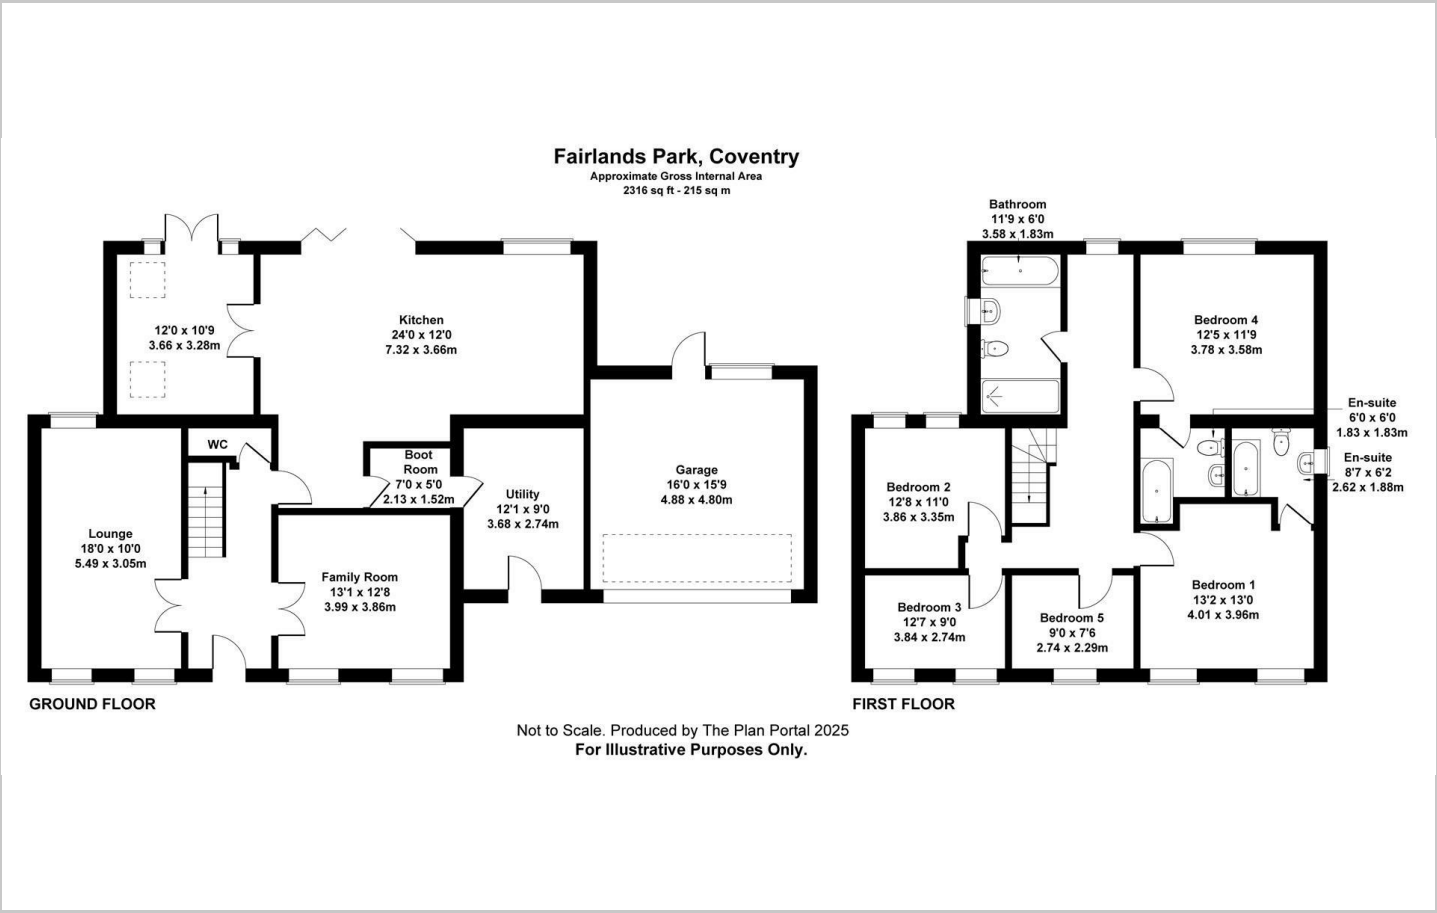 Fairlands Park, Coventry
Approximate Gross Internal Area
2316 sq ft - 215 sq m
12'0 x 10'9
3.66 x 3.28m
Kitchen
24'0 x 12'0
7.32 x 3.66m
WC
Boot
Room
7'0 x 5'0
2.13 x 1.52m
Utility
12'1 x 9'0
3.68 x 2.74m
Garage
16'0 x 15'9
4.88 x 4.80m
Lounge
18'0 x 10'0
5.49 x 3.05m
Family Room
13'1 x 12'8
3.99 x 3.86m
GROUND FLOOR
Bathroom
11'9 x 6'0
3.58 x 1.83m
Bedroom 4
12'5 x 11'9
3.78 x 3.58m
En-suite
6'0 x 6'0
1.83 x 1.83m
En-suite
8'7 x 6'2
2.62 x 1.88m
Bedroom 2
12'8 x 11'0
3.86 x 3.35m
Bedroom 3
12'7 x 9'0
3.84 x 2.74m
Bedroom 5
9'0 x 7'6
2.74 x 2.29m
Bedroom 1
13'2 x 13'0
4.01 x 3.96m
FIRST FLOOR
Not to Scale. Produced by The Plan Portal 2025
For Illustrative Purposes Only.